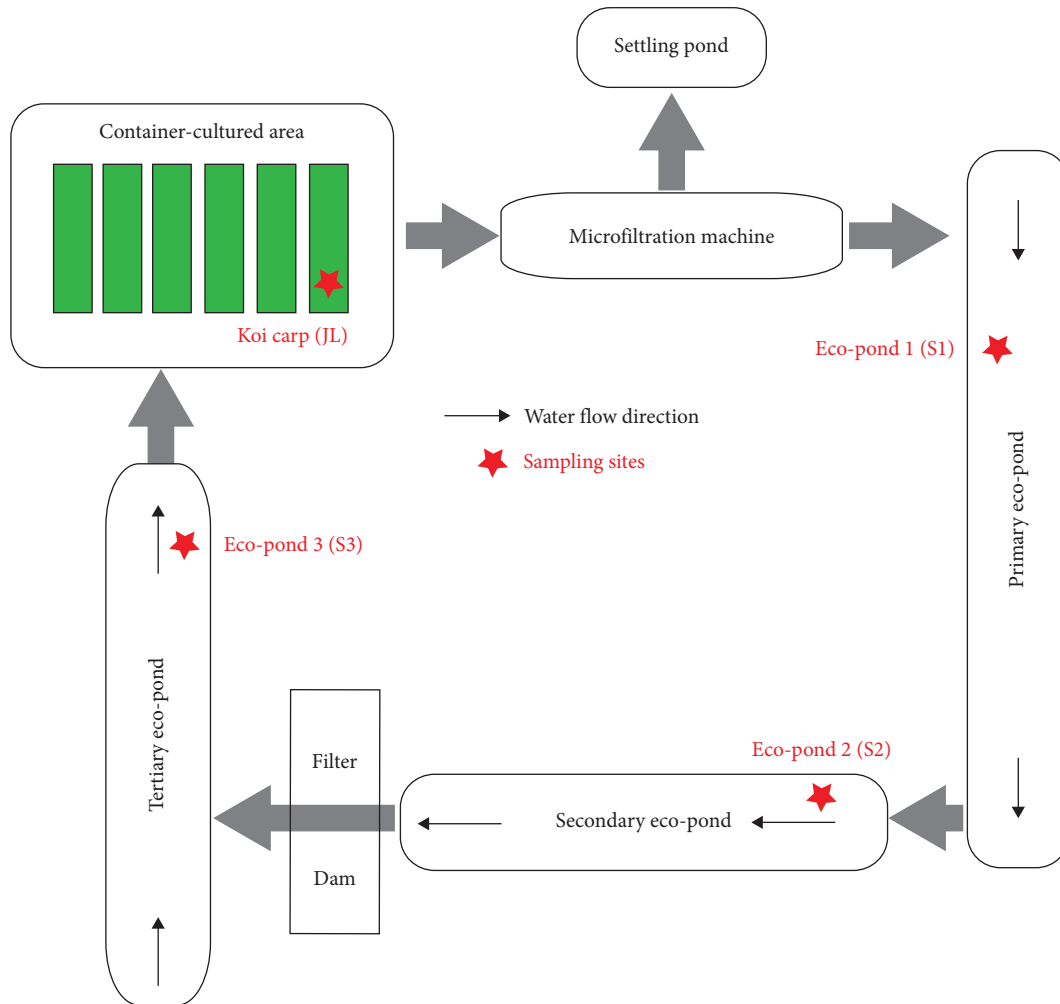 Settling pond
Container-cultured area
Microfiltration machine
Koi carp (JL)
Eco-pond 1 (S1)
Water flow direction
Sampling sites
Primary eco-pond
Eco-pond 3 (S3)
Tertiary eco-pond
Filter
Dam
Eco-pond 2 (S2)
Secondary eco-pond